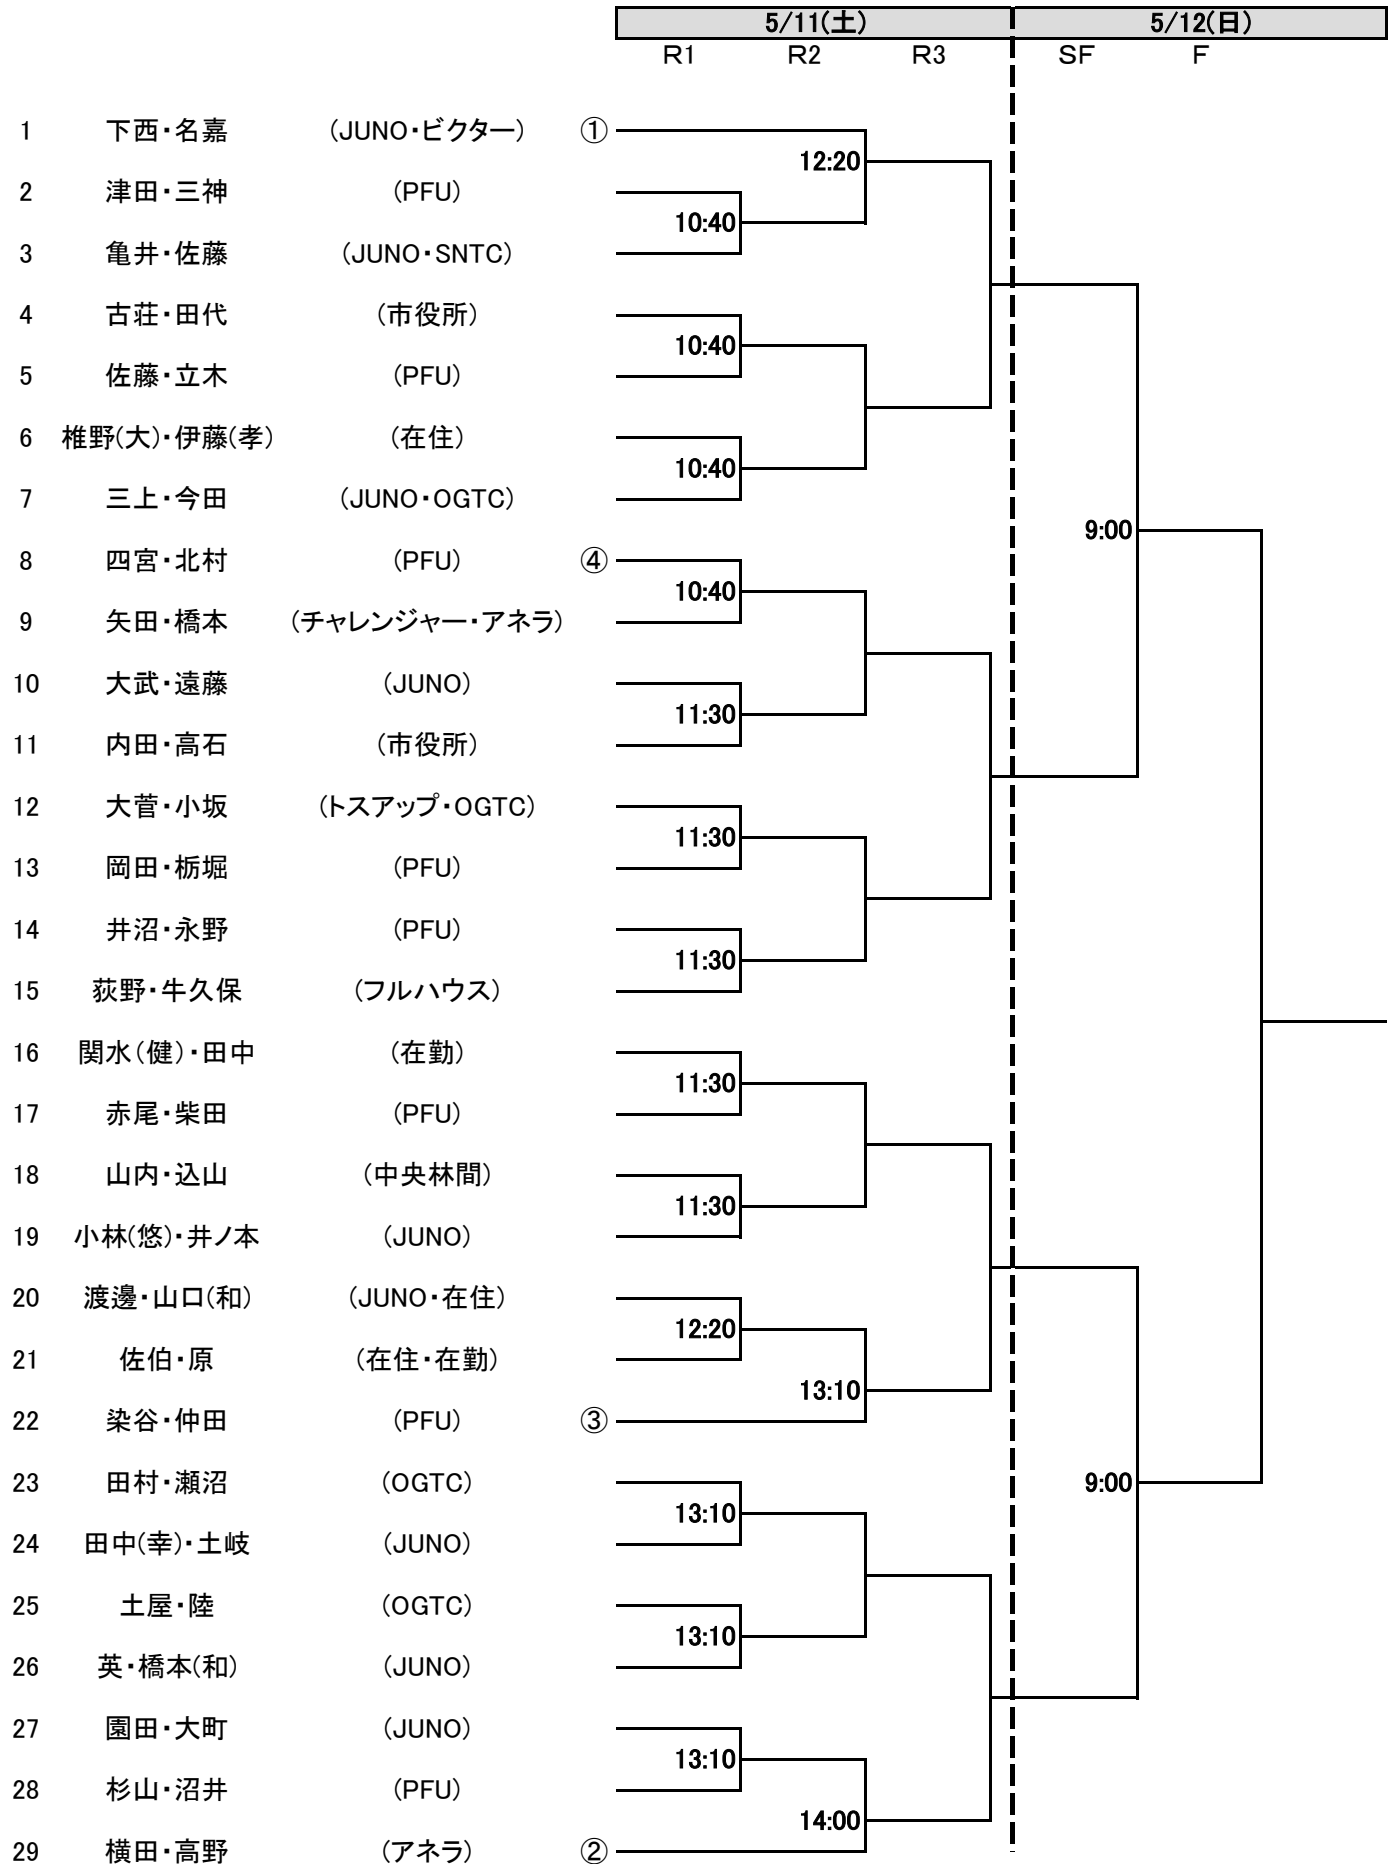 5/11(土) 5/12(日)
R1 R2 R3 SF F
1 下西・名嘉 (JUNO・ビクター) ①
12:20
2 津田・三神 (PFU)
10:40
3 亀井・佐藤 (JUNO・SNTC)
4 古荘・田代 (市役所)
10:40
5 佐藤・立木 (PFU)
6 椎野(大)・伊藤(孝) (在住)
10:40
7 三上・今田 (JUNO・OGTC)
9:00
8 四宮・北村 (PFU) ④
10:40
9 矢田・橋本 (チャレンジャー・アネラ)
10 大武・遠藤 (JUNO)
11:30
11 内田・高石 (市役所)
12 大菅・小坂 (トスアップ・OGTC)
11:30
13 岡田・栃堀 (PFU)
14 井沼・永野 (PFU)
11:30
15 荻野・牛久保 (フルハウス)
16 関水(健)・田中 (在勤)
11:30
17 赤尾・柴田 (PFU)
18 山内・込山 (中央林間)
11:30
19 小林(悠)・井ノ本 (JUNO)
20 渡邊・山口(和) (JUNO・在住)
12:20
21 佐伯・原 (在住・在勤)
13:10
22 染谷・仲田 (PFU) ③
23 田村・瀬沼 (OGTC)
9:00
13:10
24 田中(幸)・土岐 (JUNO)
25 土屋・陸 (OGTC)
13:10
26 英・橋本(和) (JUNO)
27 園田・大町 (JUNO)
13:10
28 杉山・沼井 (PFU)
14:00
29 横田・高野 (アネラ) ②